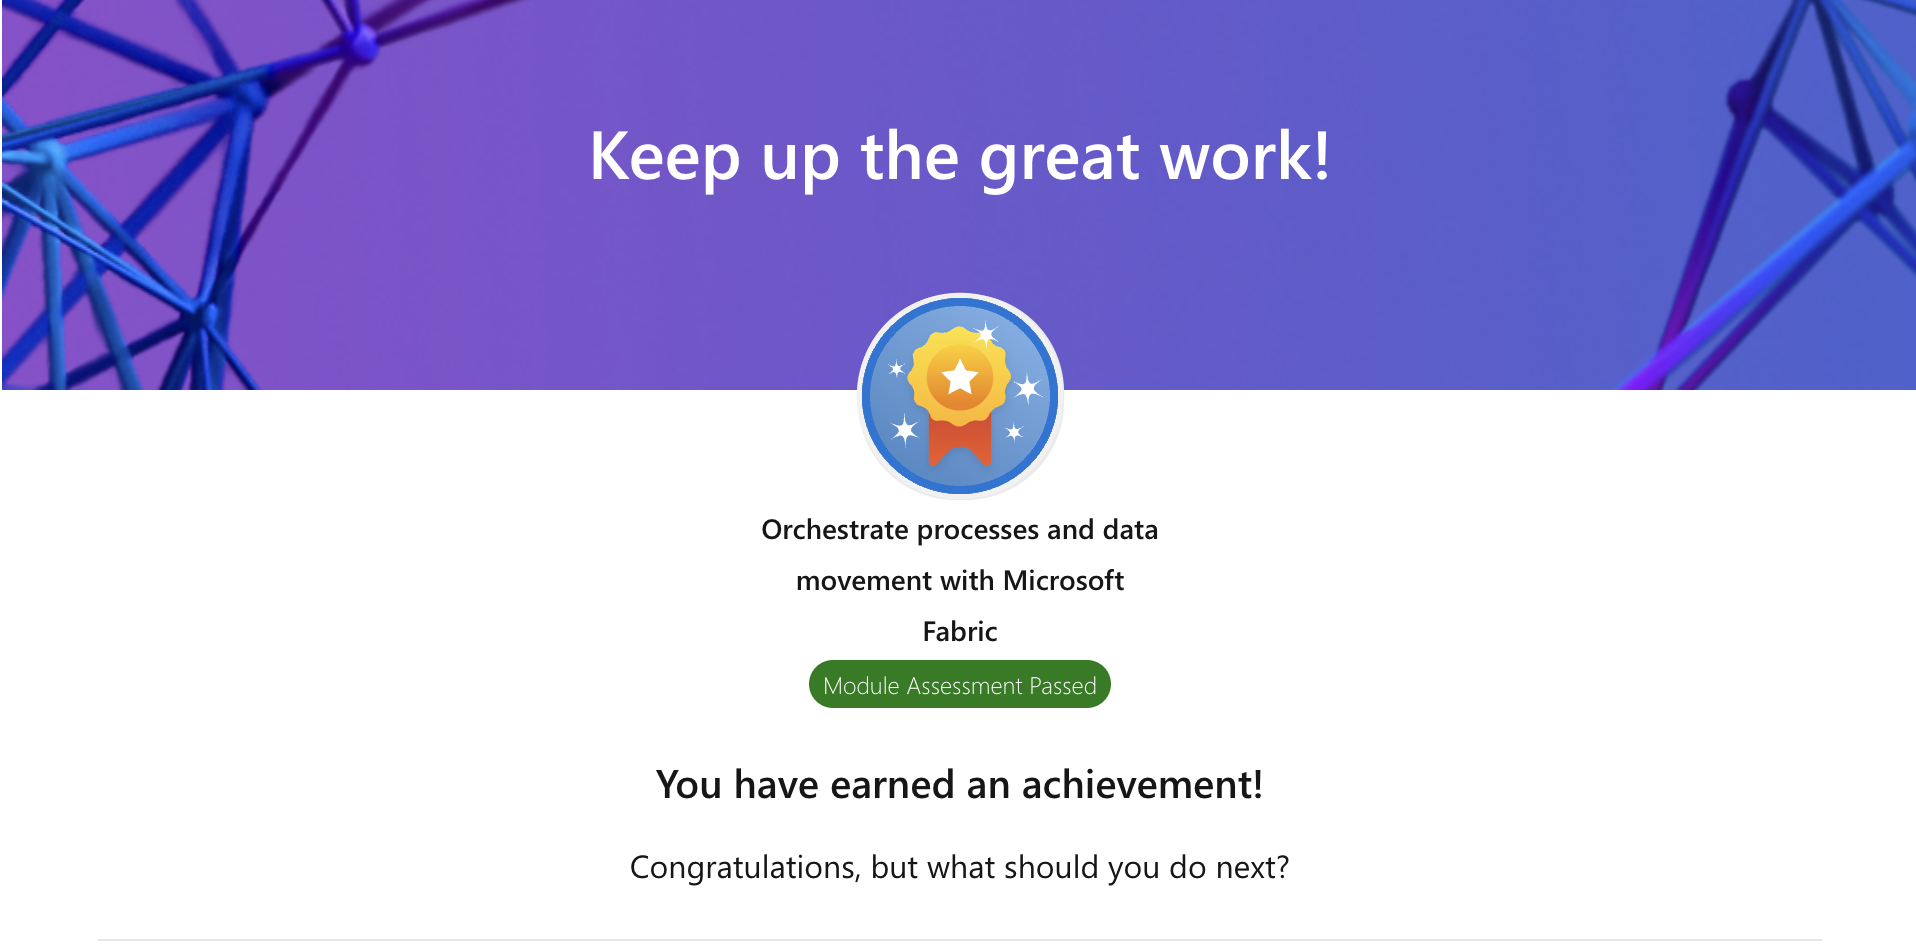 Keep up the great work!
Orchestrate processes and data
movement with Microsoft
Fabric
Module Assessment Passed
You have earned an achievement!
Congratulations, but what should you do next?